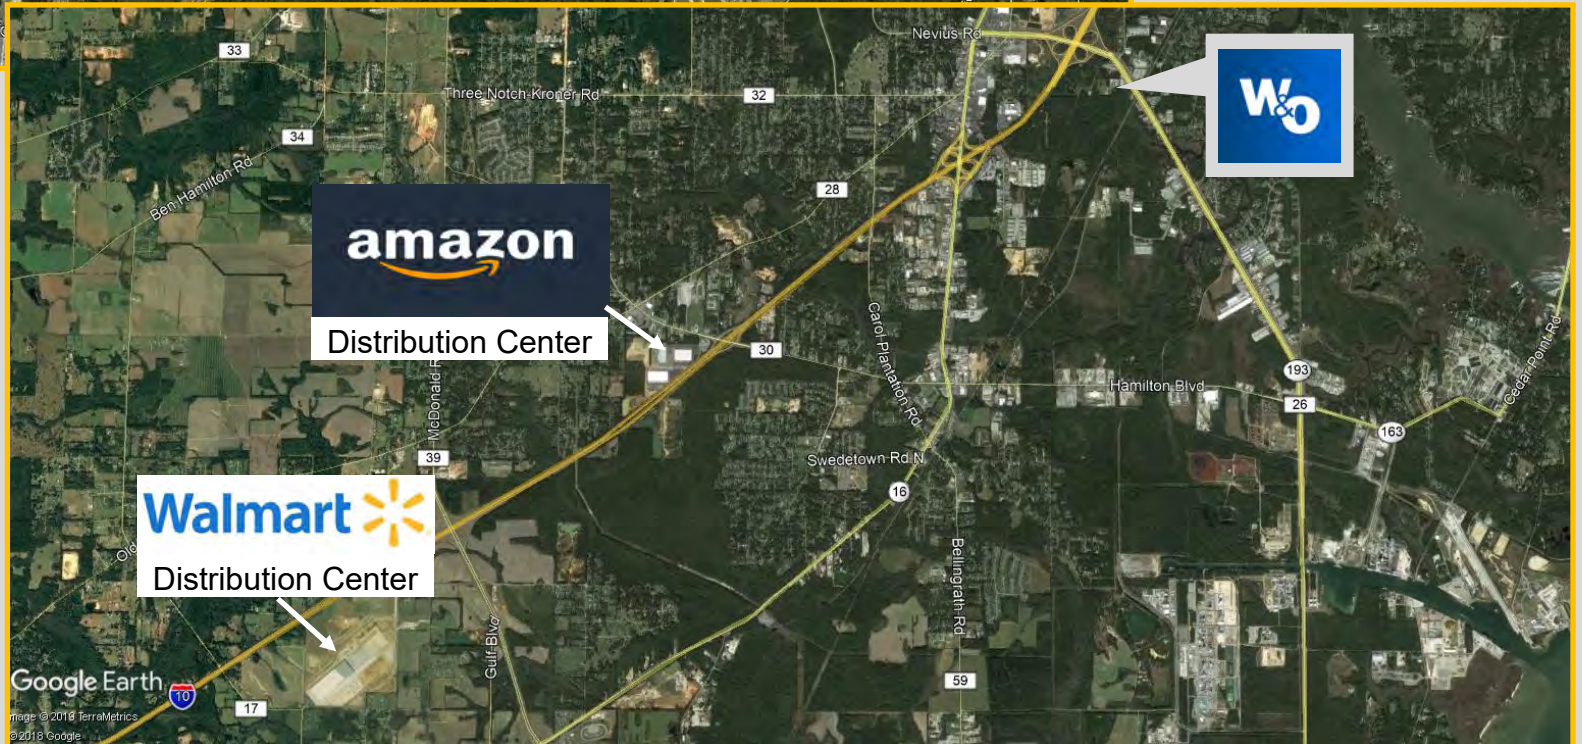 Nevius Rd
33
Three Notch-Kroner Rd
32
W&O
34
Ben Hamilton Rd
28
amazon
Distribution Center
30
Carol Plantation Rd
McDonald
Hamilton Blvd
193
26
163
Cedar Point Rd
39
Swedetown Rd N
16
Walmart
Old
Distribution Center
Bellingrath Rd
Gulf Blvd
59
Google Earth
10
17
mage © 2019 TerraMetrics
©2018 Google